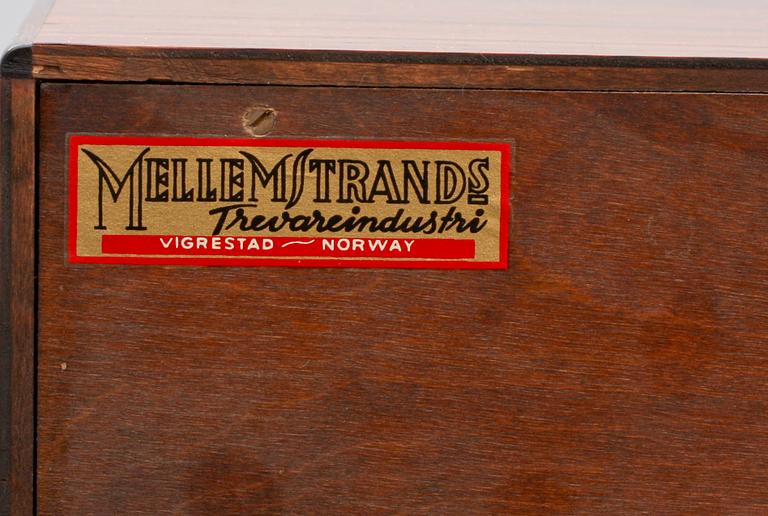 MELLEMSTRANDS
Trevareindustri
VIGRESTAD ~ NORWAY